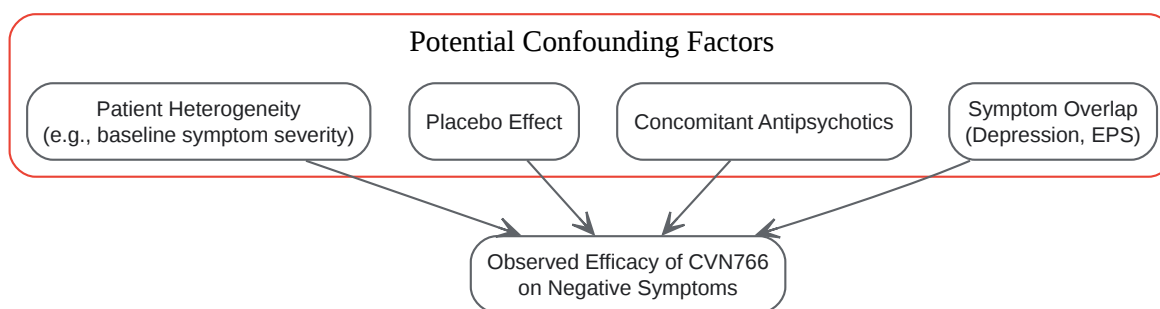 Potential Confounding Factors
Patient Heterogeneity
(e.g., baseline symptom severity)
Placebo Effect
Concomitant Antipsychotics
Symptom Overlap
(Depression, EPS)
Observed Efficacy of CVN766
on Negative Symptoms